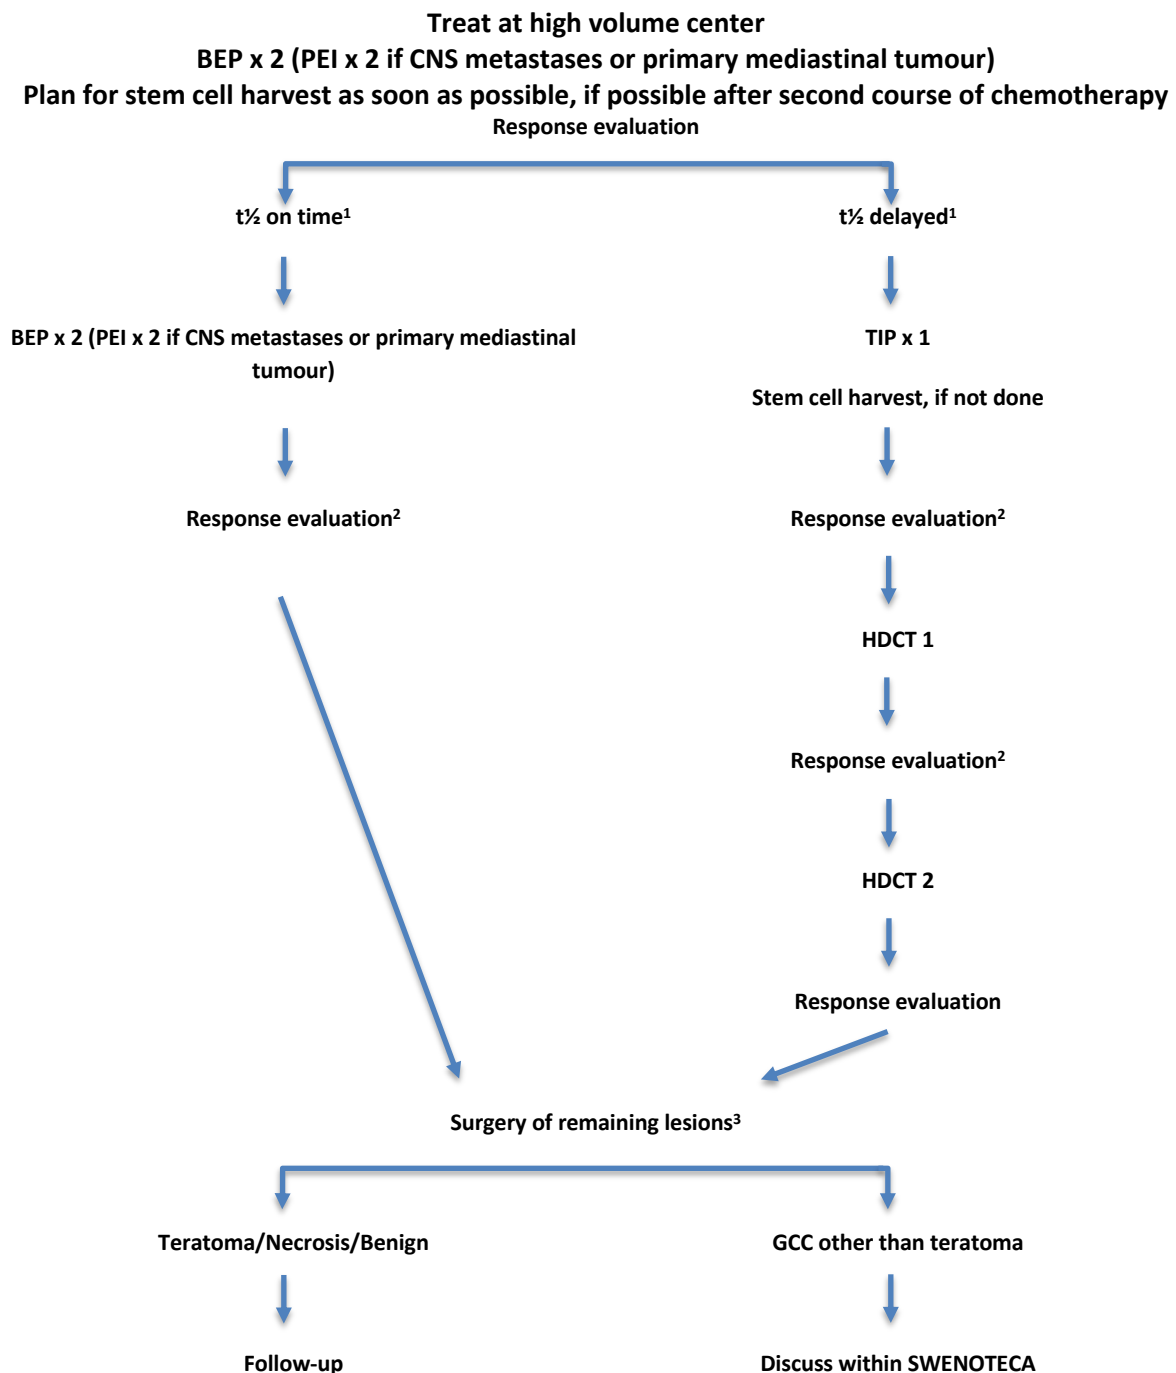 Treat at high volume center
BEP x 2 (PEI x 2 if CNS metastases or primary mediastinal tumour)
Plan for stem cell harvest as soon as possible, if possible after second course of chemotherapy
Response evaluation
t½ on time¹
t½ delayed¹
BEP x 2 (PEI x 2 if CNS metastases or primary mediastinal
tumour)
TIP x 1
Stem cell harvest, if not done
Response evaluation²
Response evaluation²
HDCT 1
Response evaluation²
HDCT 2
Response evaluation
Surgery of remaining lesions³
Teratoma/Necrosis/Benign
GCC other than teratoma
Follow-up
Discuss within SWENOTECA